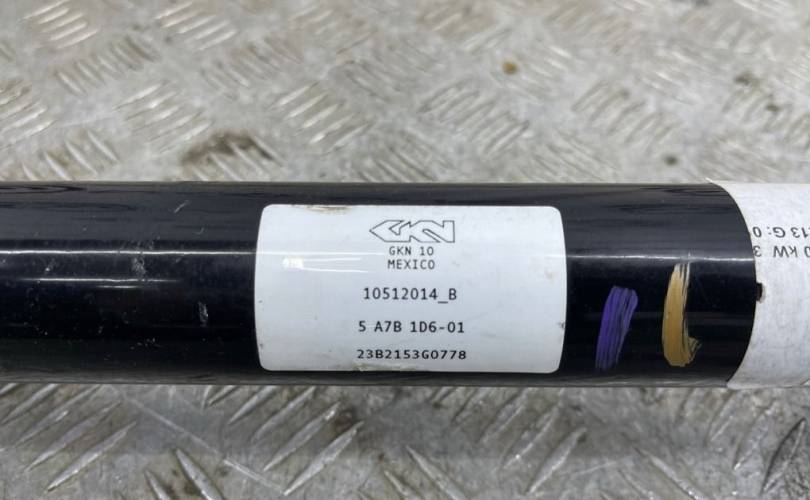 GKN
GKN 10
MEXICO
10512014_B
5 A7B 1D6-01
23B2153G0778